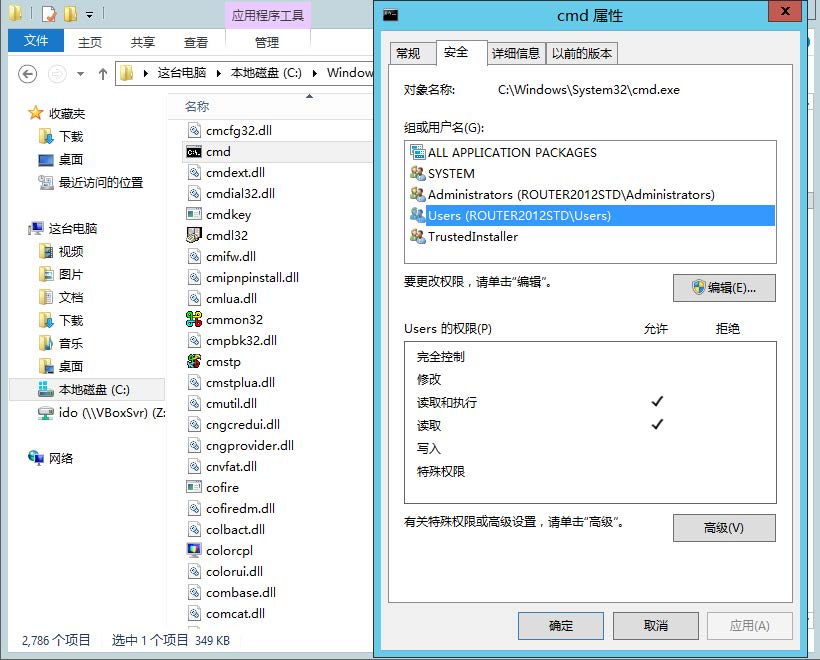 应用程序工具
文件
主页
共享
查看
管理
这台电脑
本地磁盘 (C:)
Window
收藏夹
下载
桌面
最近访问的位置
这台电脑
视频
图片
文档
下载
音乐
桌面
本地磁盘 (C:)
ido (\\VBoxSvr) (Z:
网络
名称
cmcfg32.dll
cmd
cmdext.dll
cmdial32.dll
cmdkey
cmdl32
cmifw.dll
cmipnpinstall.dll
cmlua.dll
cmmon32
cmpbk32.dll
cmstp
cmstplua.dll
cmutil.dll
cngcredui.dll
cngprovider.dll
cnvfat.dll
cofire
cofiredm.dll
colbact.dll
colorcpl
colorui.dll
combase.dll
comcat.dll
2,786 个项目
选中 1 个项目 349 KB
cmd 属性
x
常规
安全
详细信息
以前的版本
对象名称:
C:\Windows\System32\cmd.exe
组或用户名(G):
ALL APPLICATION PACKAGES
SYSTEM
Administrators (ROUTER2012STD\Administrators)
Users (ROUTER2012STD\Users)
TrustedInstaller
要更改权限，请单击“编辑”。
编辑(E)...
Users 的权限(P)
允许
拒绝
完全控制
修改
读取和执行
读取
写入
特殊权限
有关特殊权限或高级设置，请单击“高级”。
高级(V)
确定
取消
应用(A)